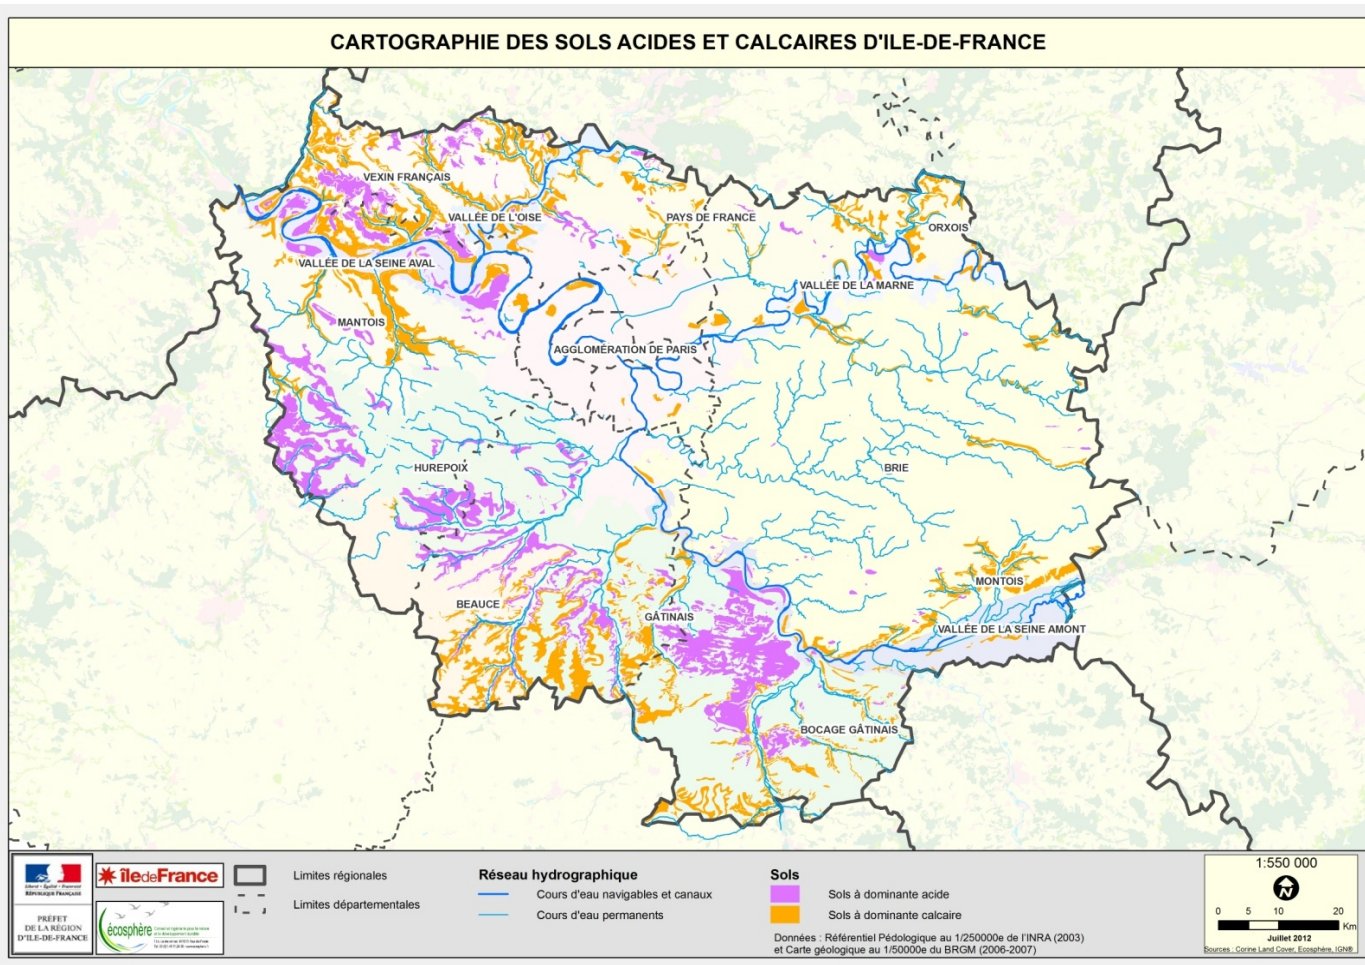 CARTOGRAPHIE DES SOLS ACIDES ET CALCAIRES D'ILE-DE-FRANCE
VEXIN FRANÇAIS
VALLÉE DE L'OISE
PAYS DE FRANCE
ORXOIS
VALLÉE DE LA SEINE AVAL
VALLÉE DE LA MARNE
MANTOIS
AGGLOMÉRATION DE PARIS
HUREPOIX
BRIE
MONTOIS
BEAUCE
GÂTINAIS
VALLÉE DE LA SEINE AMONT
BOCAGE GÂTINAIS
Liberté • Égalité • Fraternité
RÉPUBLIQUE FRANÇAISE
PRÉFET
DE LA RÉGION
D'ILE-DE-FRANCE
îledeFrance
écosphère
Limites régionales
Limites départementales
Réseau hydrographique
Cours d'eau navigables et canaux
Cours d'eau permanents
Sols
Sols à dominante acide
Sols à dominante calcaire
Données : Référentiel Pédologique au 1/250000e de l'INRA (2003)
et Carte géologique au 1/50000e du BRGM (2006-2007)
1:550 000
N
0 5 10 20
Km
Juillet 2012
Sources : Corine Land Cover, Ecosphère, IGN®